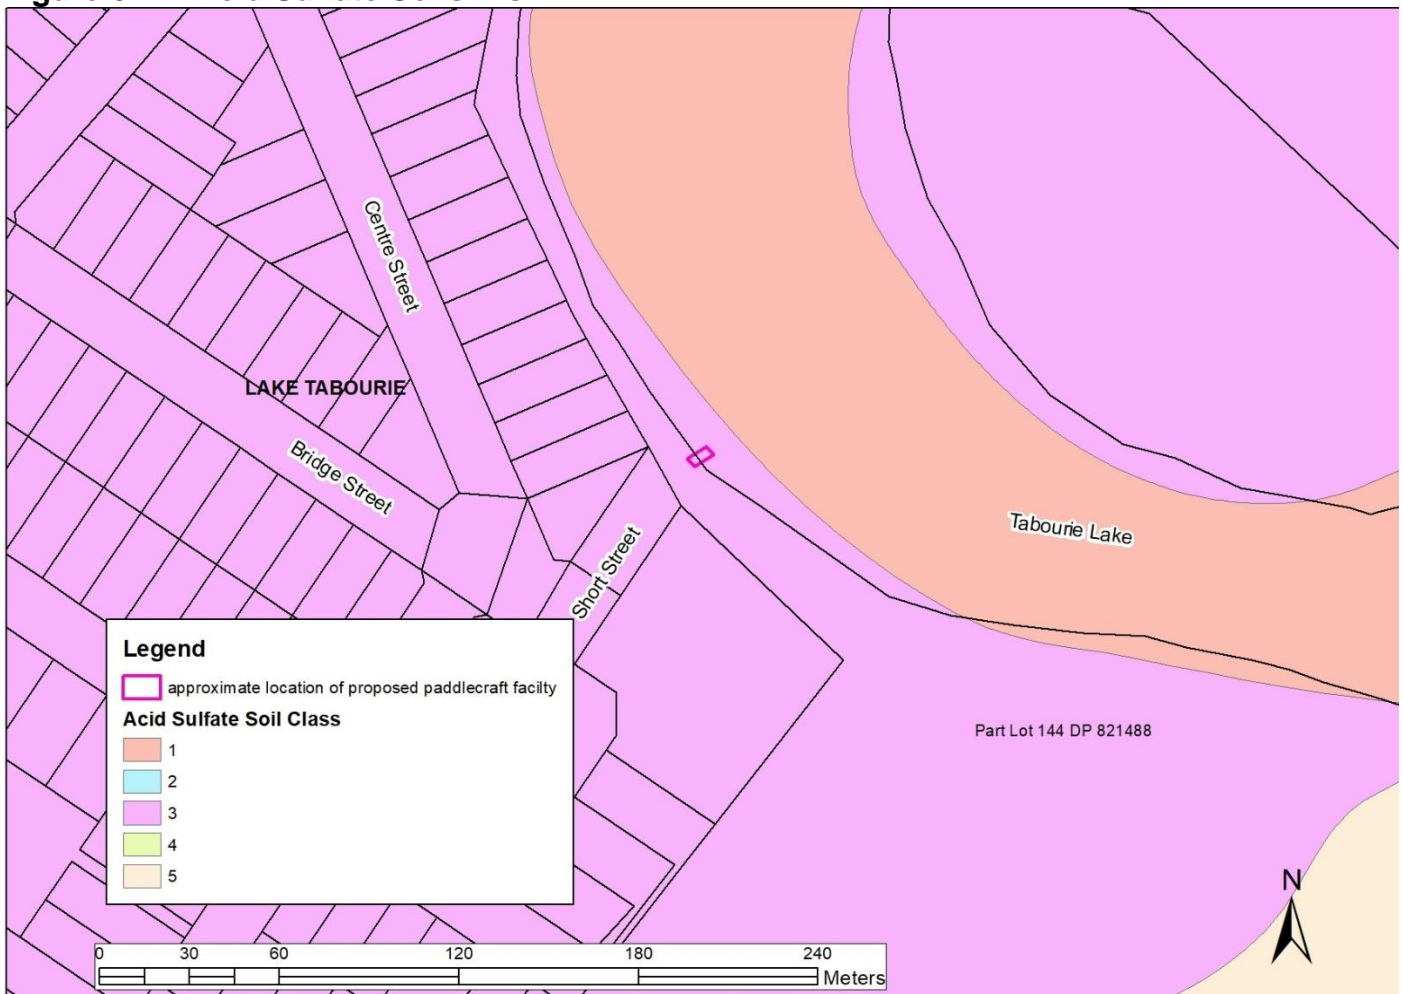 Centre Street
LAKE TABOURIE
Bridge Street
Short Street
Tabourie Lake
Part Lot 144 DP 821488
Legend
approximate location of proposed paddlecraft facilty
Acid Sulfate Soil Class
1
2
3
4
5
N
0 30 60 120 180 240
Meters